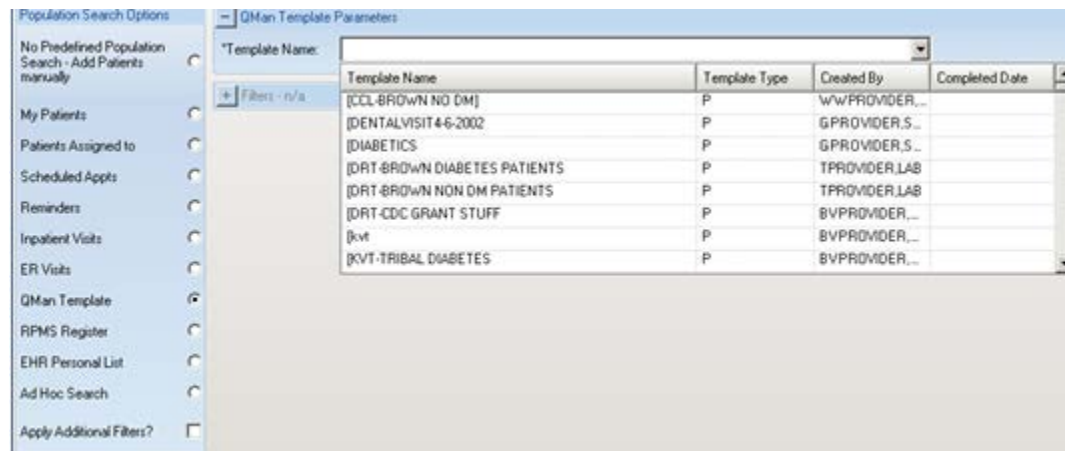 Population Search Options
No Predefined Population
Search - Add Patients
manually
My Patients
Patients Assigned to
Scheduled Appts
Reminders
Inpatient Visits
ER Visits
QMan Template
RPMS Register
EHR Personal List
Ad Hoc Search
Apply Additional Filters?
QMan Template Parameters
*Template Name:
Filters - n/a
Template Name Template Type Created By Completed Date
[CCL-BROWN NO DM] P WWPROVIDER,...
[DENTALVISIT4-6-2002 P GPROVIDER,S...
[DIABETICS P GPROVIDER,S...
[DRT-BROWN DIABETES PATIENTS P TPROVIDER,LAB
[DRT-BROWN NON DM PATIENTS P TPROVIDER,LAB
[DRT-CDC GRANT STUFF P BVPROVIDER,...
[kvt P BVPROVIDER,...
[KVT-TRIBAL DIABETES P BVPROVIDER,...